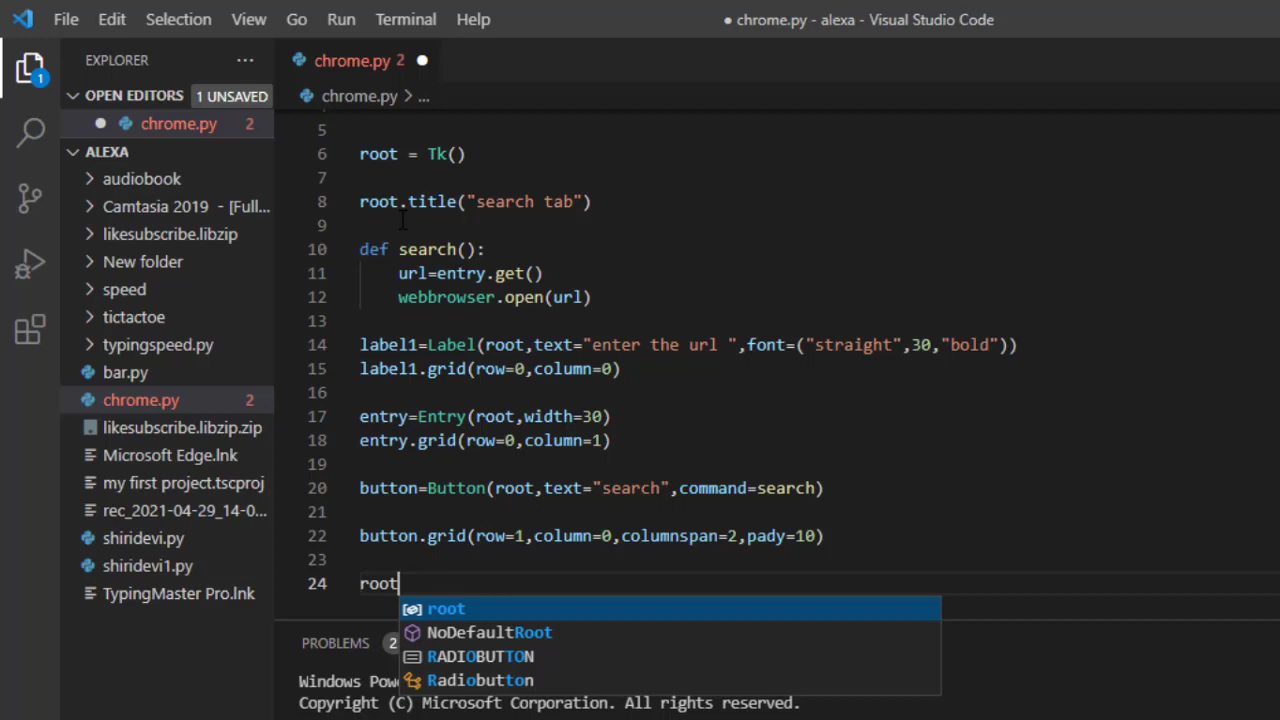 File Edit Selection View Go Run Terminal Help
● chrome.py - alexa - Visual Studio Code
EXPLORER ···
chrome.py 2 ●
1
OPEN EDITORS 1 UNSAVED
chrome.py > ...
● chrome.py 2
ALEXA
audiobook
Camtasia 2019 - [Full...
likesubscribe.libzip
New folder
speed
tictactoe
typingspeed.py
bar.py
chrome.py 2
likesubscribe.libzip.zip
Microsoft Edge.lnk
my first project.tscproj
rec_2021-04-29_14-0...
shiridevi.py
shiridevi1.py
TypingMaster Pro.lnk
5
6 root = Tk()
7
8 root.title("search tab")
9
10 def search():
11 url=entry.get()
12 webbrowser.open(url)
13
14 label1=Label(root,text="enter the url ",font=("straight",30,"bold"))
15 label1.grid(row=0,column=0)
16
17 entry=Entry(root,width=30)
18 entry.grid(row=0,column=1)
19
20 button=Button(root,text="search",command=search)
21
22 button.grid(row=1,column=0,columnspan=2,pady=10)
23
24 root
root
NoDefaultRoot
RADIOBUTTON
Radiobutton
PROBLEMS 2
Windows Pow
Copyright (C) Microsoft Corporation. All rights reserved.